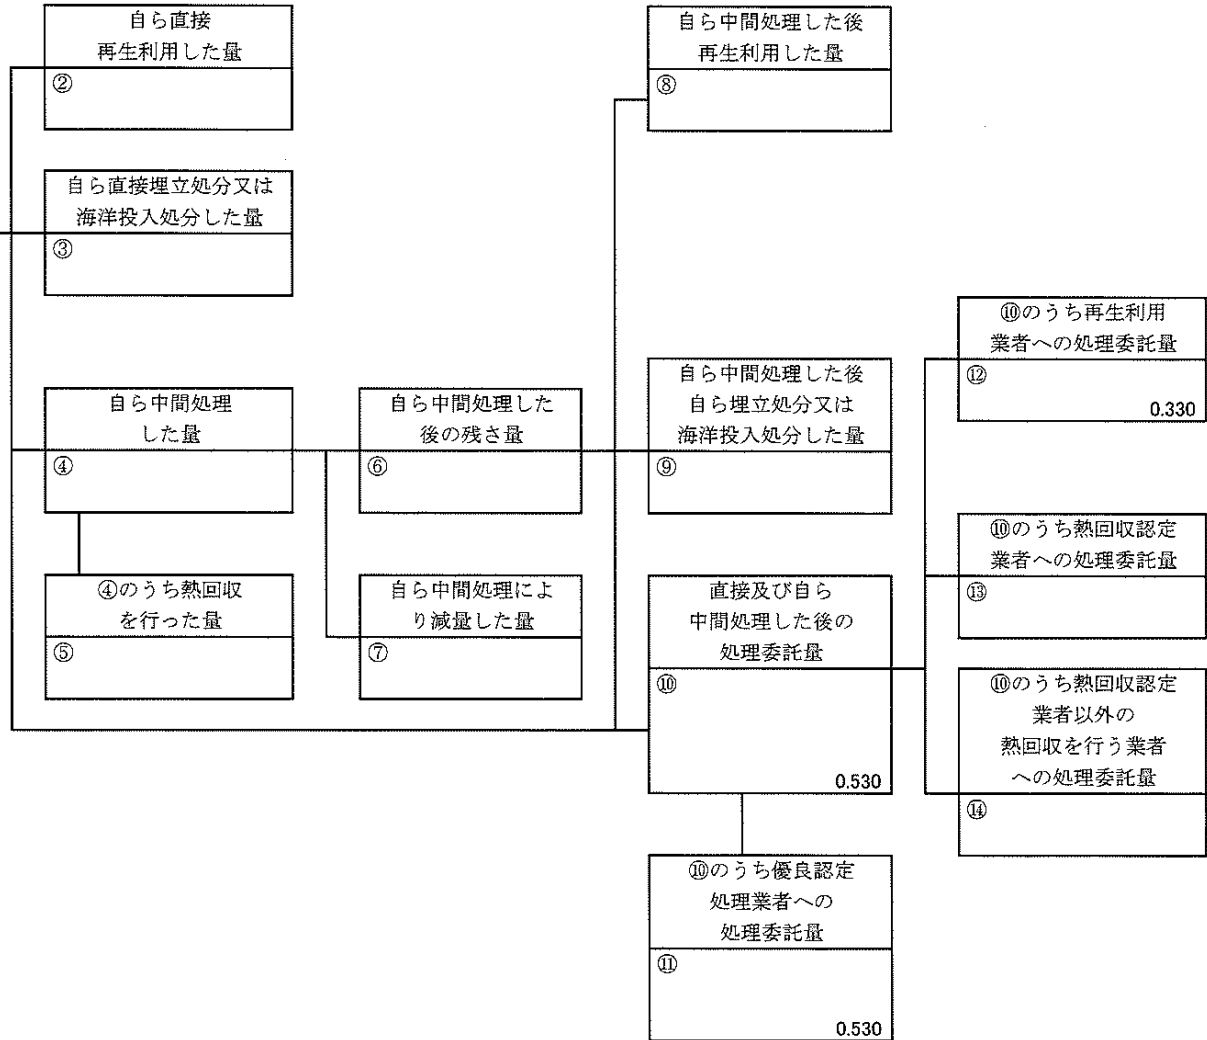 自ら直接
再生利用した量
②
自ら中間処理した後
再生利用した量
⑧
自ら直接埋立処分又は
海洋投入処分した量
③
⑩のうち再生利用
業者への処理委託量
⑫
0.330
自ら中間処理
した量
④
自ら中間処理した
後の残さ量
⑥
自ら中間処理した後
自ら埋立処分又は
海洋投入処分した量
⑨
⑩のうち熱回収認定
業者への処理委託量
⑬
④のうち熱回収
を行った量
⑤
自ら中間処理によ
り減量した量
⑦
直接及び自ら
中間処理した後の
処理委託量
⑩
0.530
⑩のうち熱回収認定
業者以外の
熱回収を行う業者
への処理委託量
⑭
⑩のうち優良認定
処理業者への
処理委託量
⑪
0.530